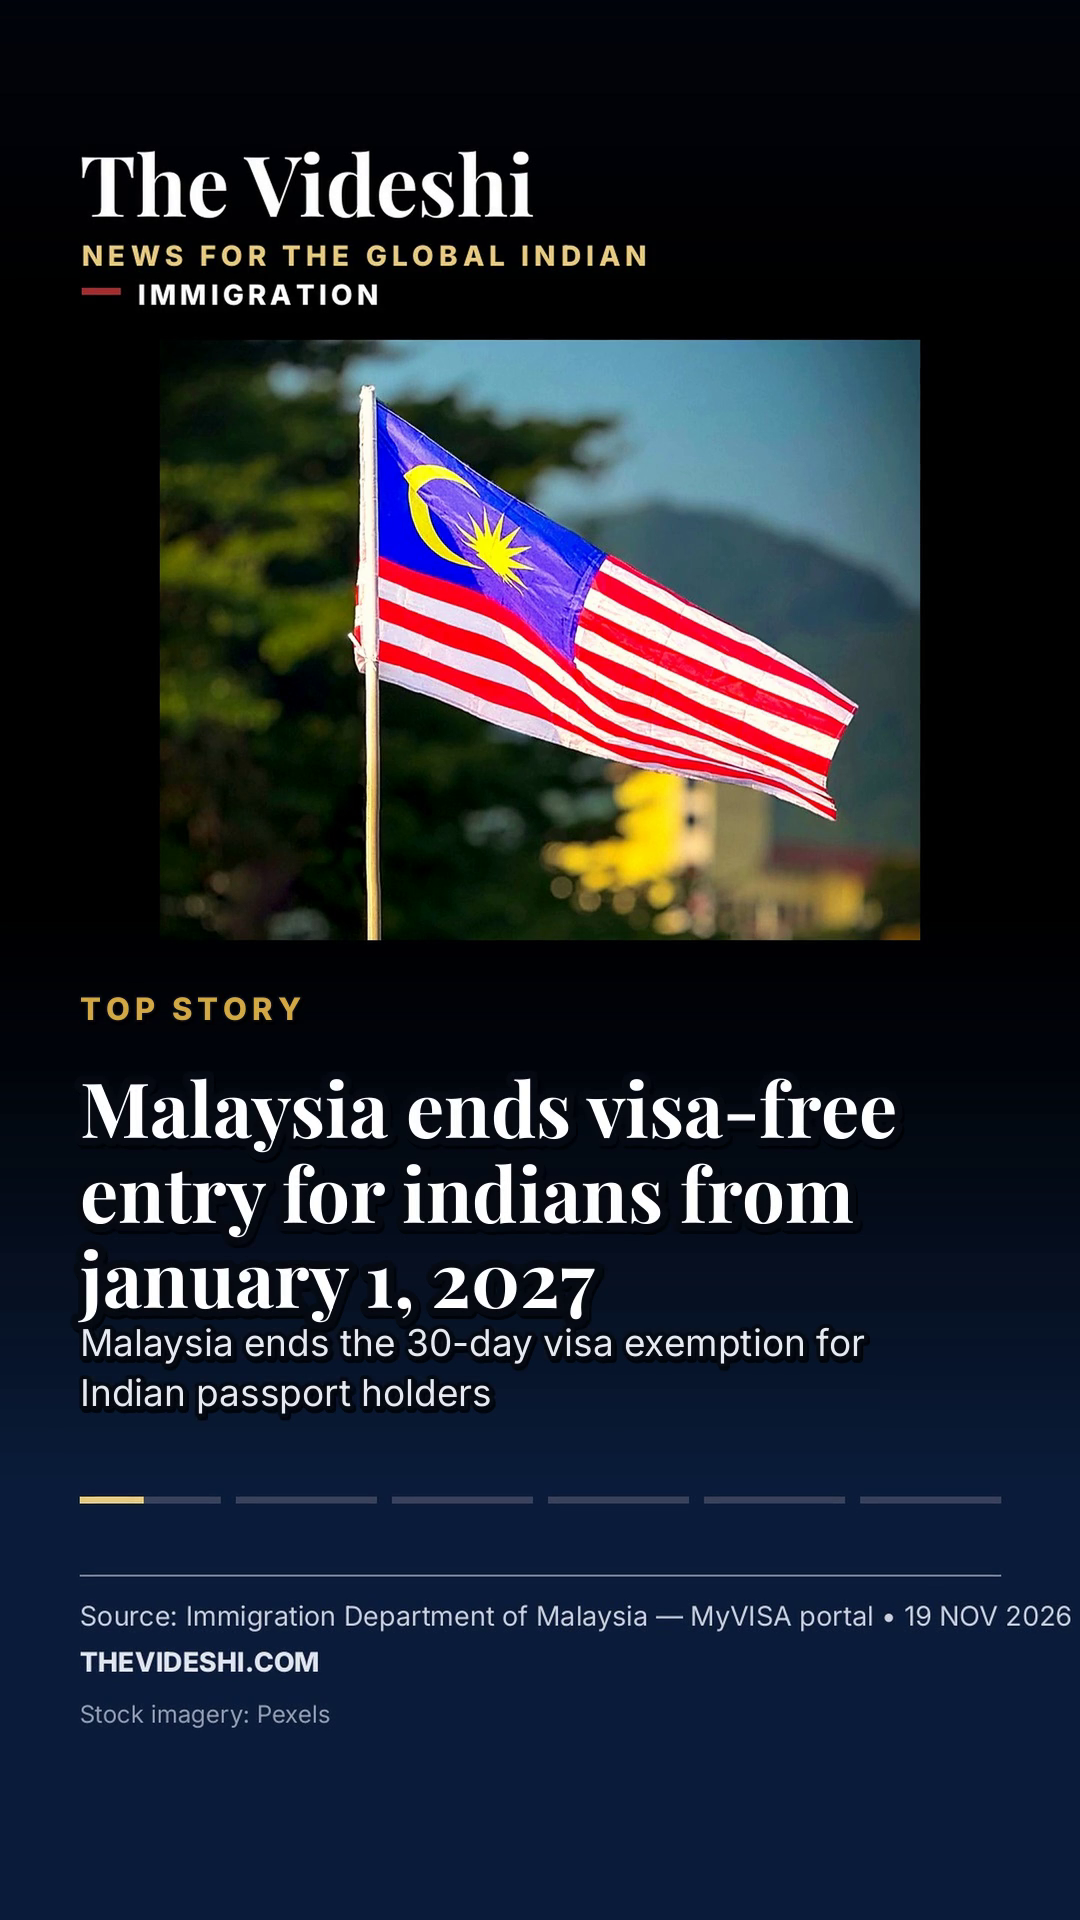 The Videshi
NEWS FOR THE GLOBAL INDIAN
IMMIGRATION
TOP STORY
Malaysia ends visa-free
entry for indians from
january 1, 2027
Malaysia ends the 30-day visa exemption for
Indian passport holders
Source: Immigration Department of Malaysia — MyVISA portal • 19 NOV 2026
THEVIDESHI.COM
Stock imagery: Pexels